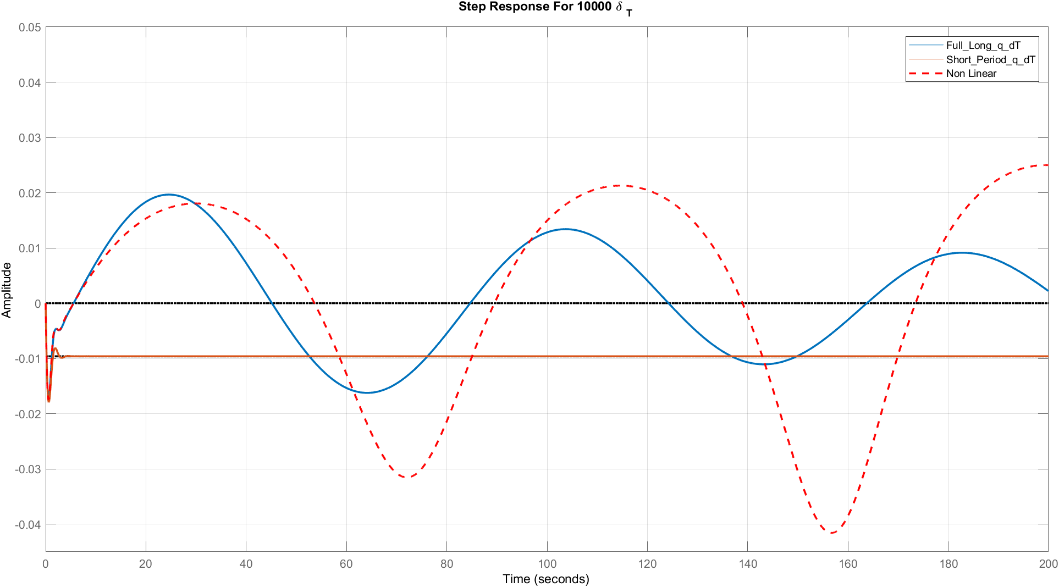 Step Response For 10000 δ T
Full_Long_q_dT
Short_Period_q_dT
Non Linear
Amplitude
0.05
0.04
0.03
0.02
0.01
0
-0.01
-0.02
-0.03
-0.04
0 20 40 60 80 100 120 140 160 180 200
Time (seconds)